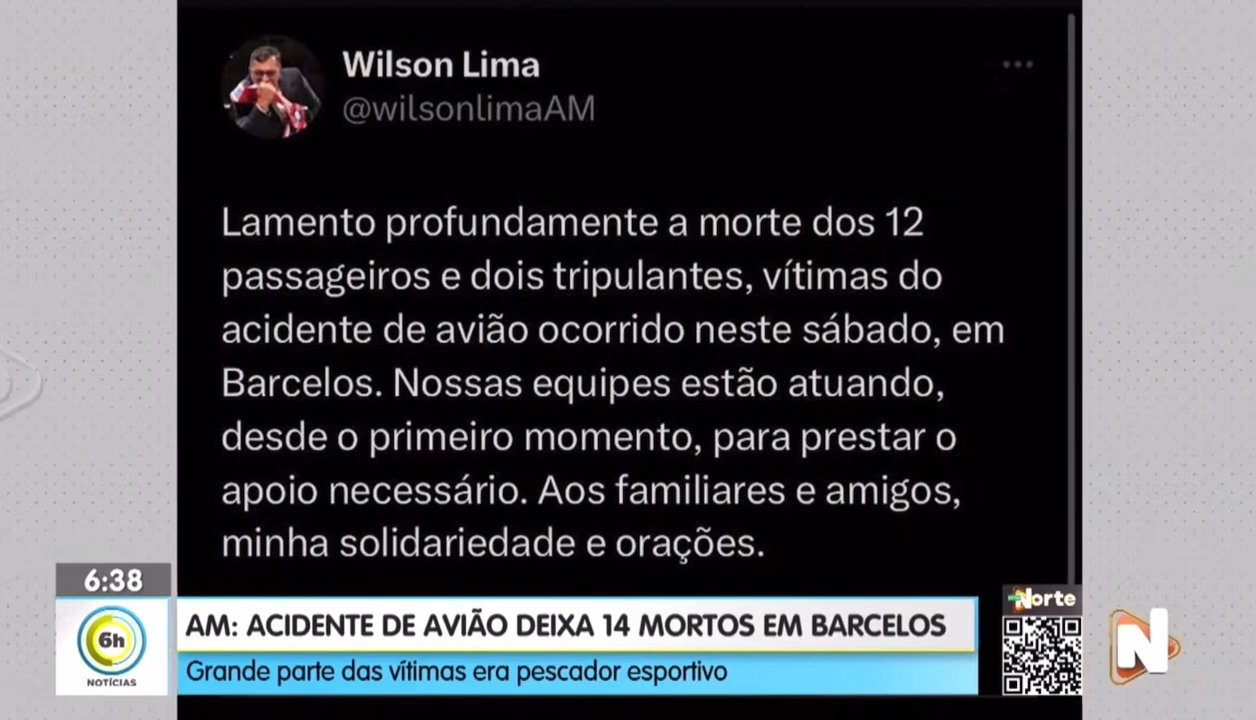 Wilson Lima
@wilsonlimaAM
Lamento profundamente a morte dos 12
passageiros e dois tripulantes, vítimas do
acidente de avião ocorrido neste sábado, em
Barcelos. Nossas equipes estão atuando,
desde o primeiro momento, para prestar o
apoio necessário. Aos familiares e amigos,
minha solidariedade e orações.
6:38
6h
NOTÍCIAS
AM: ACIDENTE DE AVIÃO DEIXA 14 MORTOS EM BARCELOS
Grande parte das vítimas era pescador esportivo
Norte
N